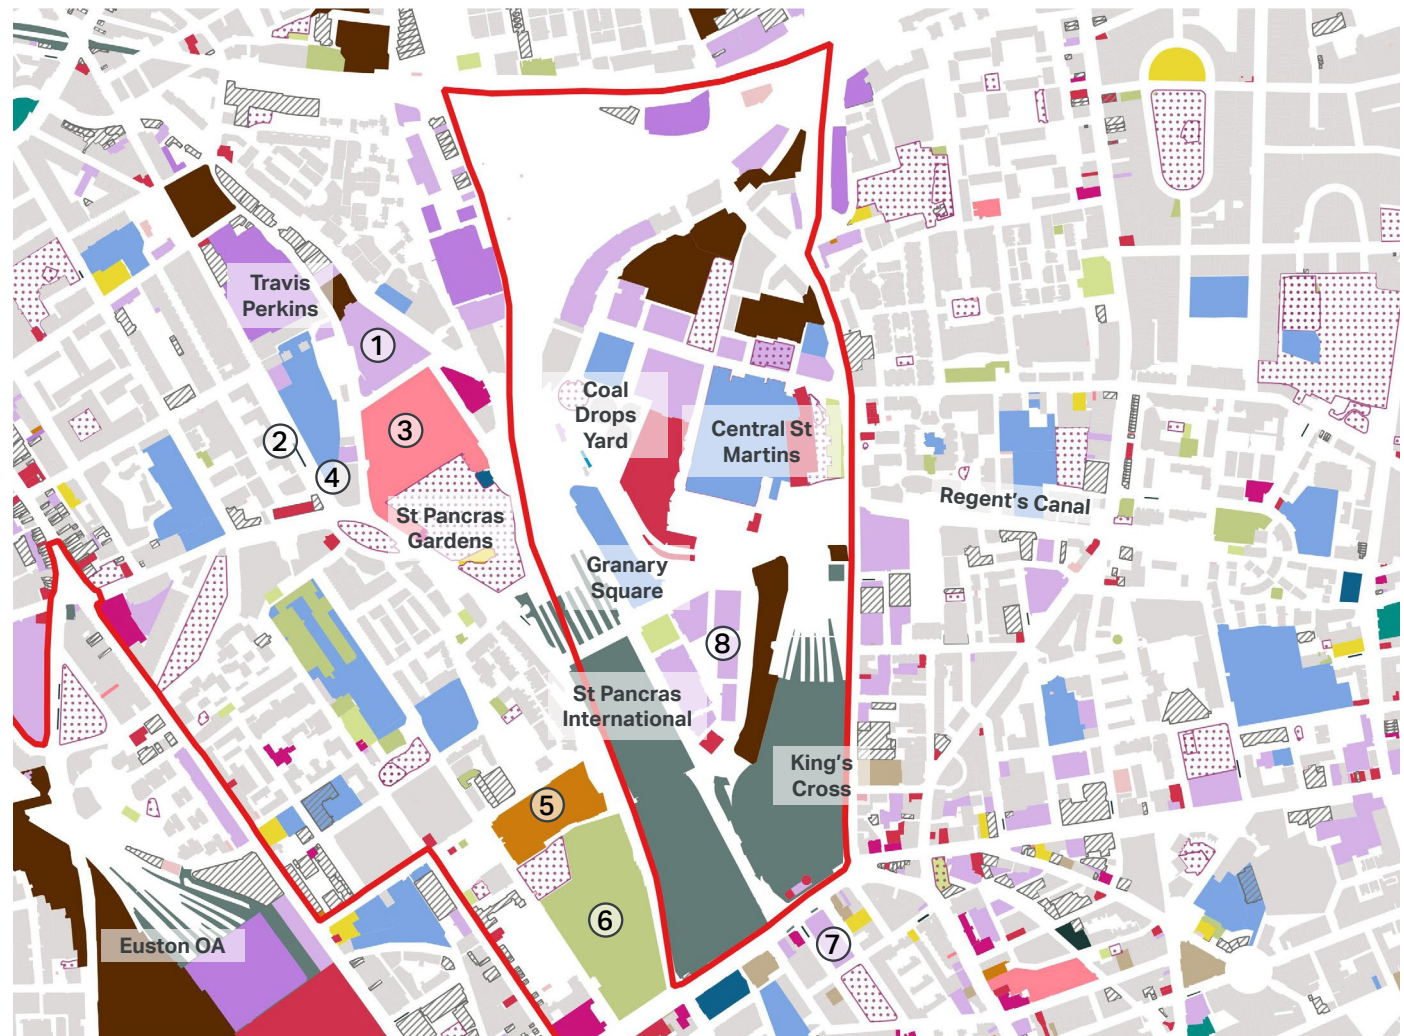 Travis
Perkins
1
2
3
4
Coal
Drops
Yard
Central St
Martins
St Pancras
Gardens
Regent's Canal
Granary
Square
8
St Pancras
International
King's
Cross
5
6
7
Euston OA